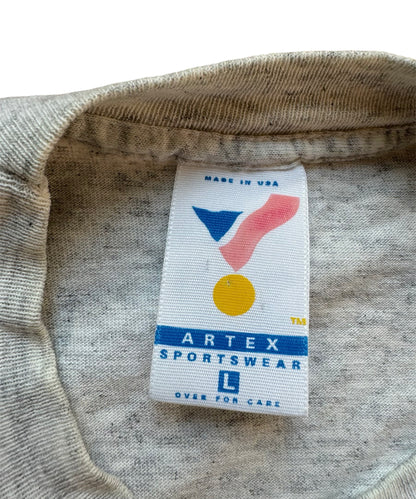 MADE IN USA
TM
ARTEX
SPORTSWEAR
L
OVER FOR CARE